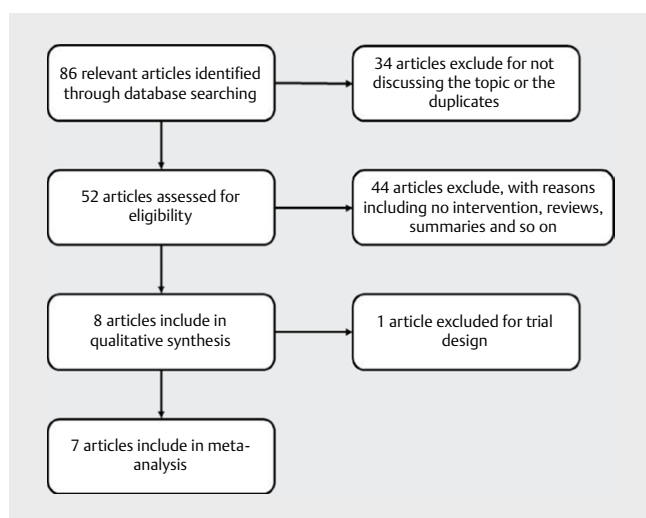 86 relevant articles identified
through database searching
34 articles exclude for not
discussing the topic or the
duplicates
52 articles assessed for
eligibility
44 articles exclude, with reasons
including no intervention, reviews,
summaries and so on
8 articles include in
qualitative synthesis
1 article excluded for trial
design
7 articles include in meta-
analysis